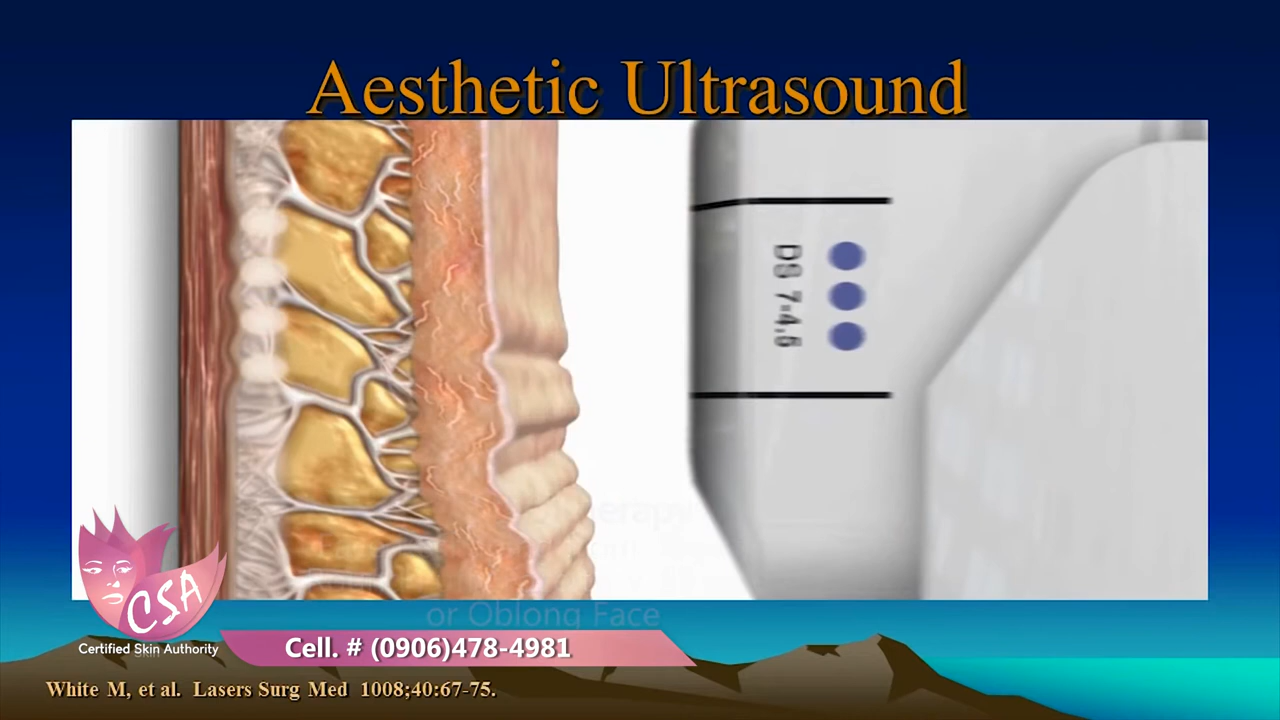 Aesthetic Ultrasound
DS 7-4.5
erapy
or Oblong Face
CSA
Certified Skin Authority
Cell. # (0906)478-4981
White M, et al. Lasers Surg Med 1008;40:67-75.